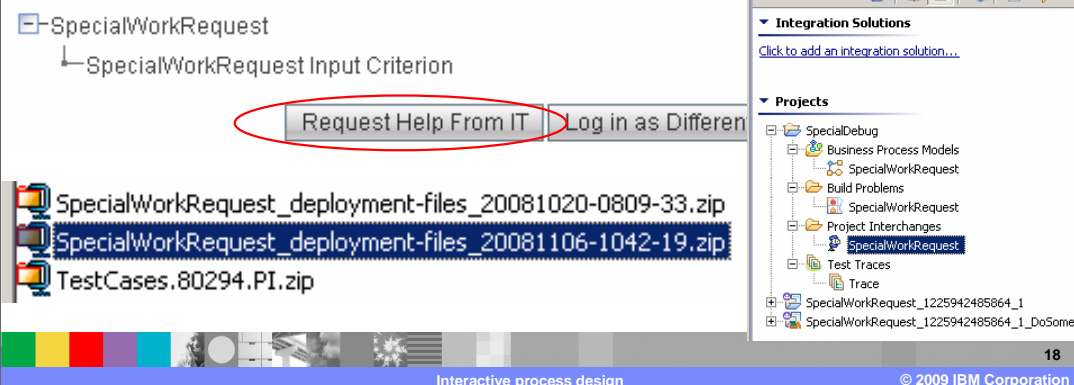 SpecialWorkRequest
SpecialWorkRequest Input Criterion
Request Help From IT
Log in as Differen
SpecialWorkRequest_deployment-files_20081020-0809-33.zip
SpecialWorkRequest_deployment-files_20081106-1042-19.zip
TestCases.80294.PI.zip
Integration Solutions
Click to add an integration solution...
Projects
SpecialDebug
Business Process Models
SpecialWorkRequest
Build Problems
SpecialWorkRequest
Project Interchanges
SpecialWorkRequest
Test Traces
Trace
SpecialWorkRequest_1225942485864_1
SpecialWorkRequest_1225942485864_1_DoSome
18
Interactive process design
© 2009 IBM Corporation